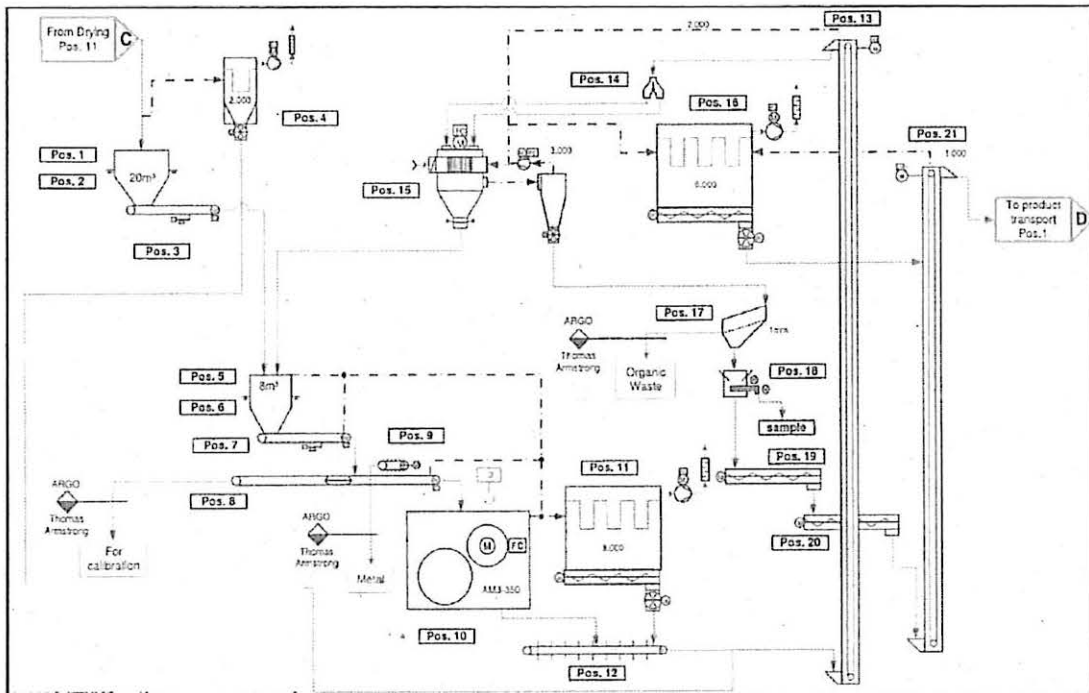 From Drying
Pos. 11
C
2.000
Pos. 4
Pos. 1
Pos. 2
20m³
Pos. 3
2.000
Pos. 13
Pos. 14
Pos. 16
FC
3.000
Pos. 15
6.000
Pos. 21
1.000
To product
transport
Pos.1
D
ARGO
Pos. 17
Thomas
Armstrong
Organic
Waste
Pos. 18
sample
Pos. 5
8m³
Pos. 6
Pos. 7
Pos. 9
Pos. 11
Pos. 19
ARGO
Pos. 8
Thomas
Armstrong
For
calibration
ARGO
Thomas
Armstrong
Metal
M
FC
Pos. 20
Pos. 10
Pos. 12